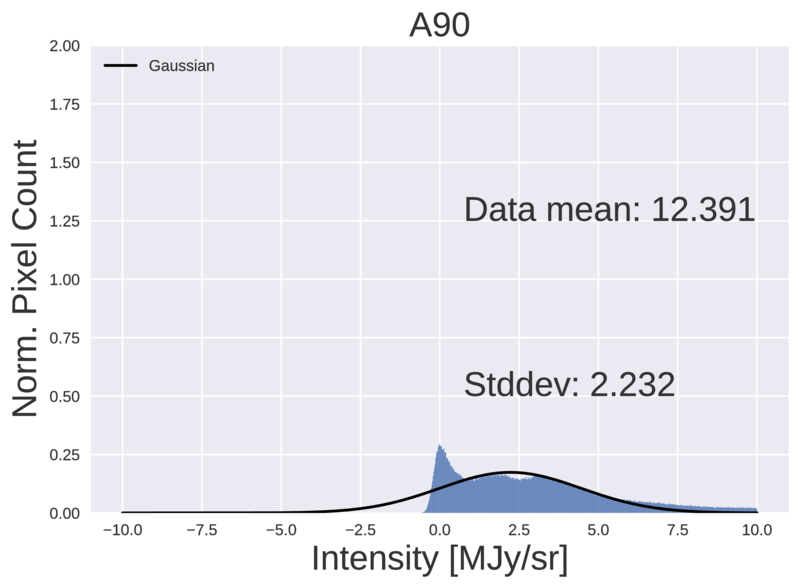 A90
Norm. Pixel Count
2.00
1.75
1.50
1.25
1.00
0.75
0.50
0.25
0.00
Gaussian
Data mean: 12.391
Stddev: 2.232
−10.0 −7.5 −5.0 −2.5 0.0 2.5 5.0 7.5 10.0
Intensity [MJy/sr]